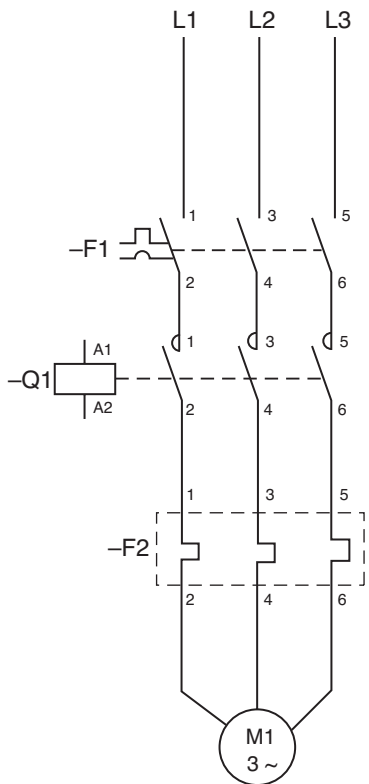 L1 L2 L3
1 3 5
–F1
2 4 6
A1 1 3 5
–Q1
A2 2 4 6
1 3 5
–F2
2 4 6
M1
3 ~